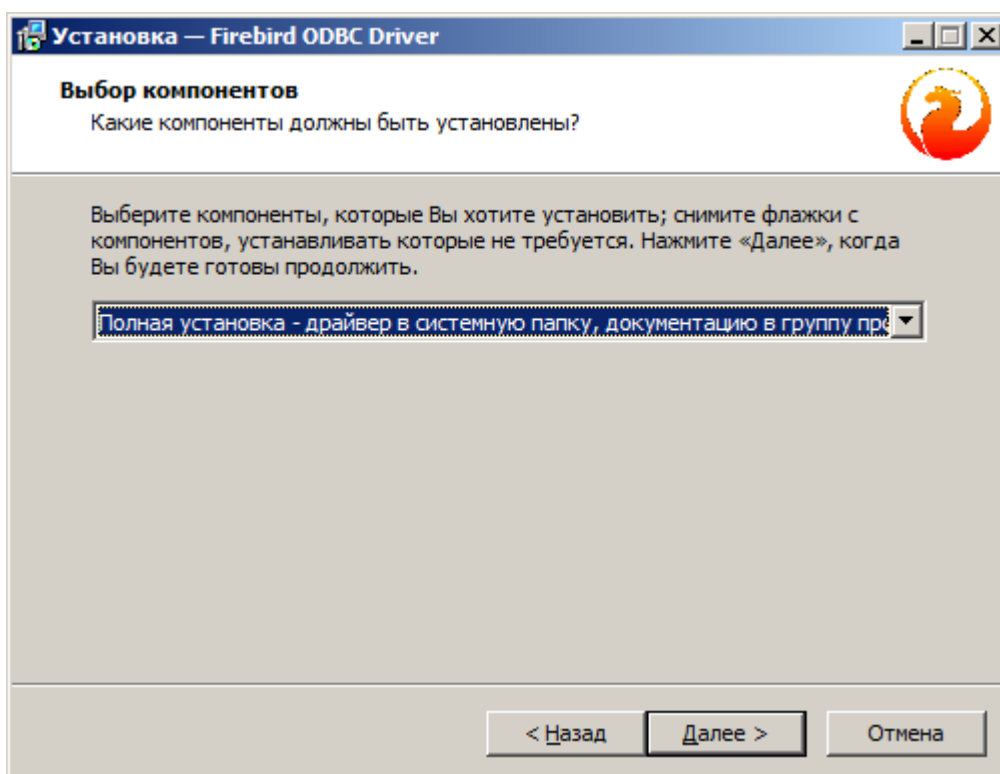 Установка — Firebird ODBC Driver
Выбор компонентов
Какие компоненты должны быть установлены?
Выберите компоненты, которые Вы хотите установить; снимите флажки с
компонентов, устанавливать которые не требуется. Нажмите «Далее», когда
Вы будете готовы продолжить.
Полная установка - драйвер в системную папку, документацию в группу
< Назад Далее > Отмена